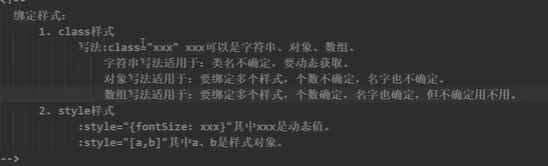 <!--
绑定样式:
1. class样式
写法:class="xxx" xxx可以是字符串、对象、数组。
字符串写法适用于: 类名不确定, 要动态获取。
对象写法适用于: 要绑定多个样式, 个数不确定, 名字也不确定。
数组写法适用于: 要绑定多个样式, 个数确定, 名字也确定, 但不确定用不用。
2. style样式
:style="{fontSize: xxx}"其中xxx是动态值。
:style="[a,b]"其中a、b是样式对象。
-->